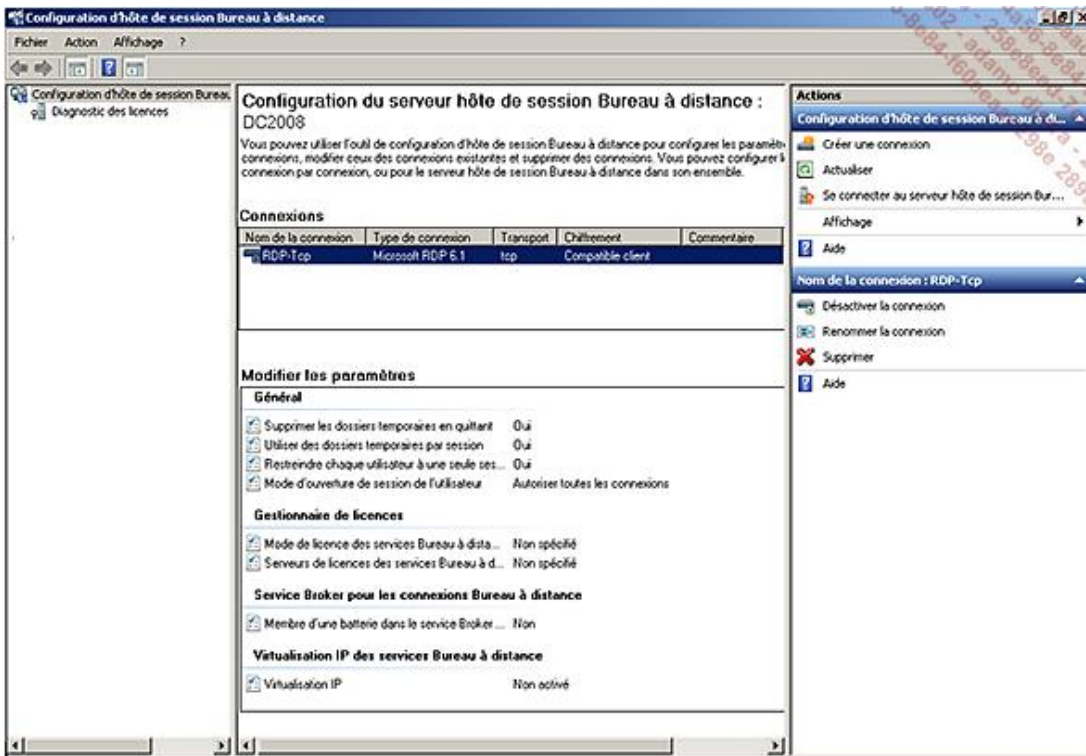 Configuration d'hôte de session Bureau à distance
Fichier Action Affichage ?
Configuration d'hôte de session Bureau
Diagnostic des licences
Configuration du serveur hôte de session Bureau à distance :
DC2008
Vous pouvez utiliser l'outil de configuration d'hôte de session Bureau à distance pour configurer les paramètr
connexions, modifier ceux des connexions existantes et supprimer des connexions. Vous pouvez configurer l
connexion par connexion, ou pour le serveur hôte de session Bureau à distance dans son ensemble.
Connexions
Nom de la connexion Type de connexion Transport Chiffrement Commentaire
RDP-Tcp Microsoft RDP 6.1 tcp Compatible client
Modifier les paramètres
Général
Supprimer les dossiers temporaires en quittant Oui
Utiliser des dossiers temporaires par session Oui
Restreindre chaque utilisateur à une seule ses... Oui
Mode d'ouverture de session de l'utilisateur Autoriser toutes les connexions
Gestionnaire de licences
Mode de licence des services Bureau à dista... Non spécifié
Serveurs de licences des services Bureau à d... Non spécifié
Service Broker pour les connexions Bureau à distance
Membre d'une batterie dans le service Broker ... Non
Virtualisation IP des services Bureau à distance
Virtualisation IP Non activé
Actions
Configuration d'hôte de session Bureau à di...
Créer une connexion
Actualiser
Se connecter au serveur hôte de session Bur...
Affichage
Aide
Nom de la connexion : RDP-Tcp
Désactiver la connexion
Renommer la connexion
Supprimer
Aide